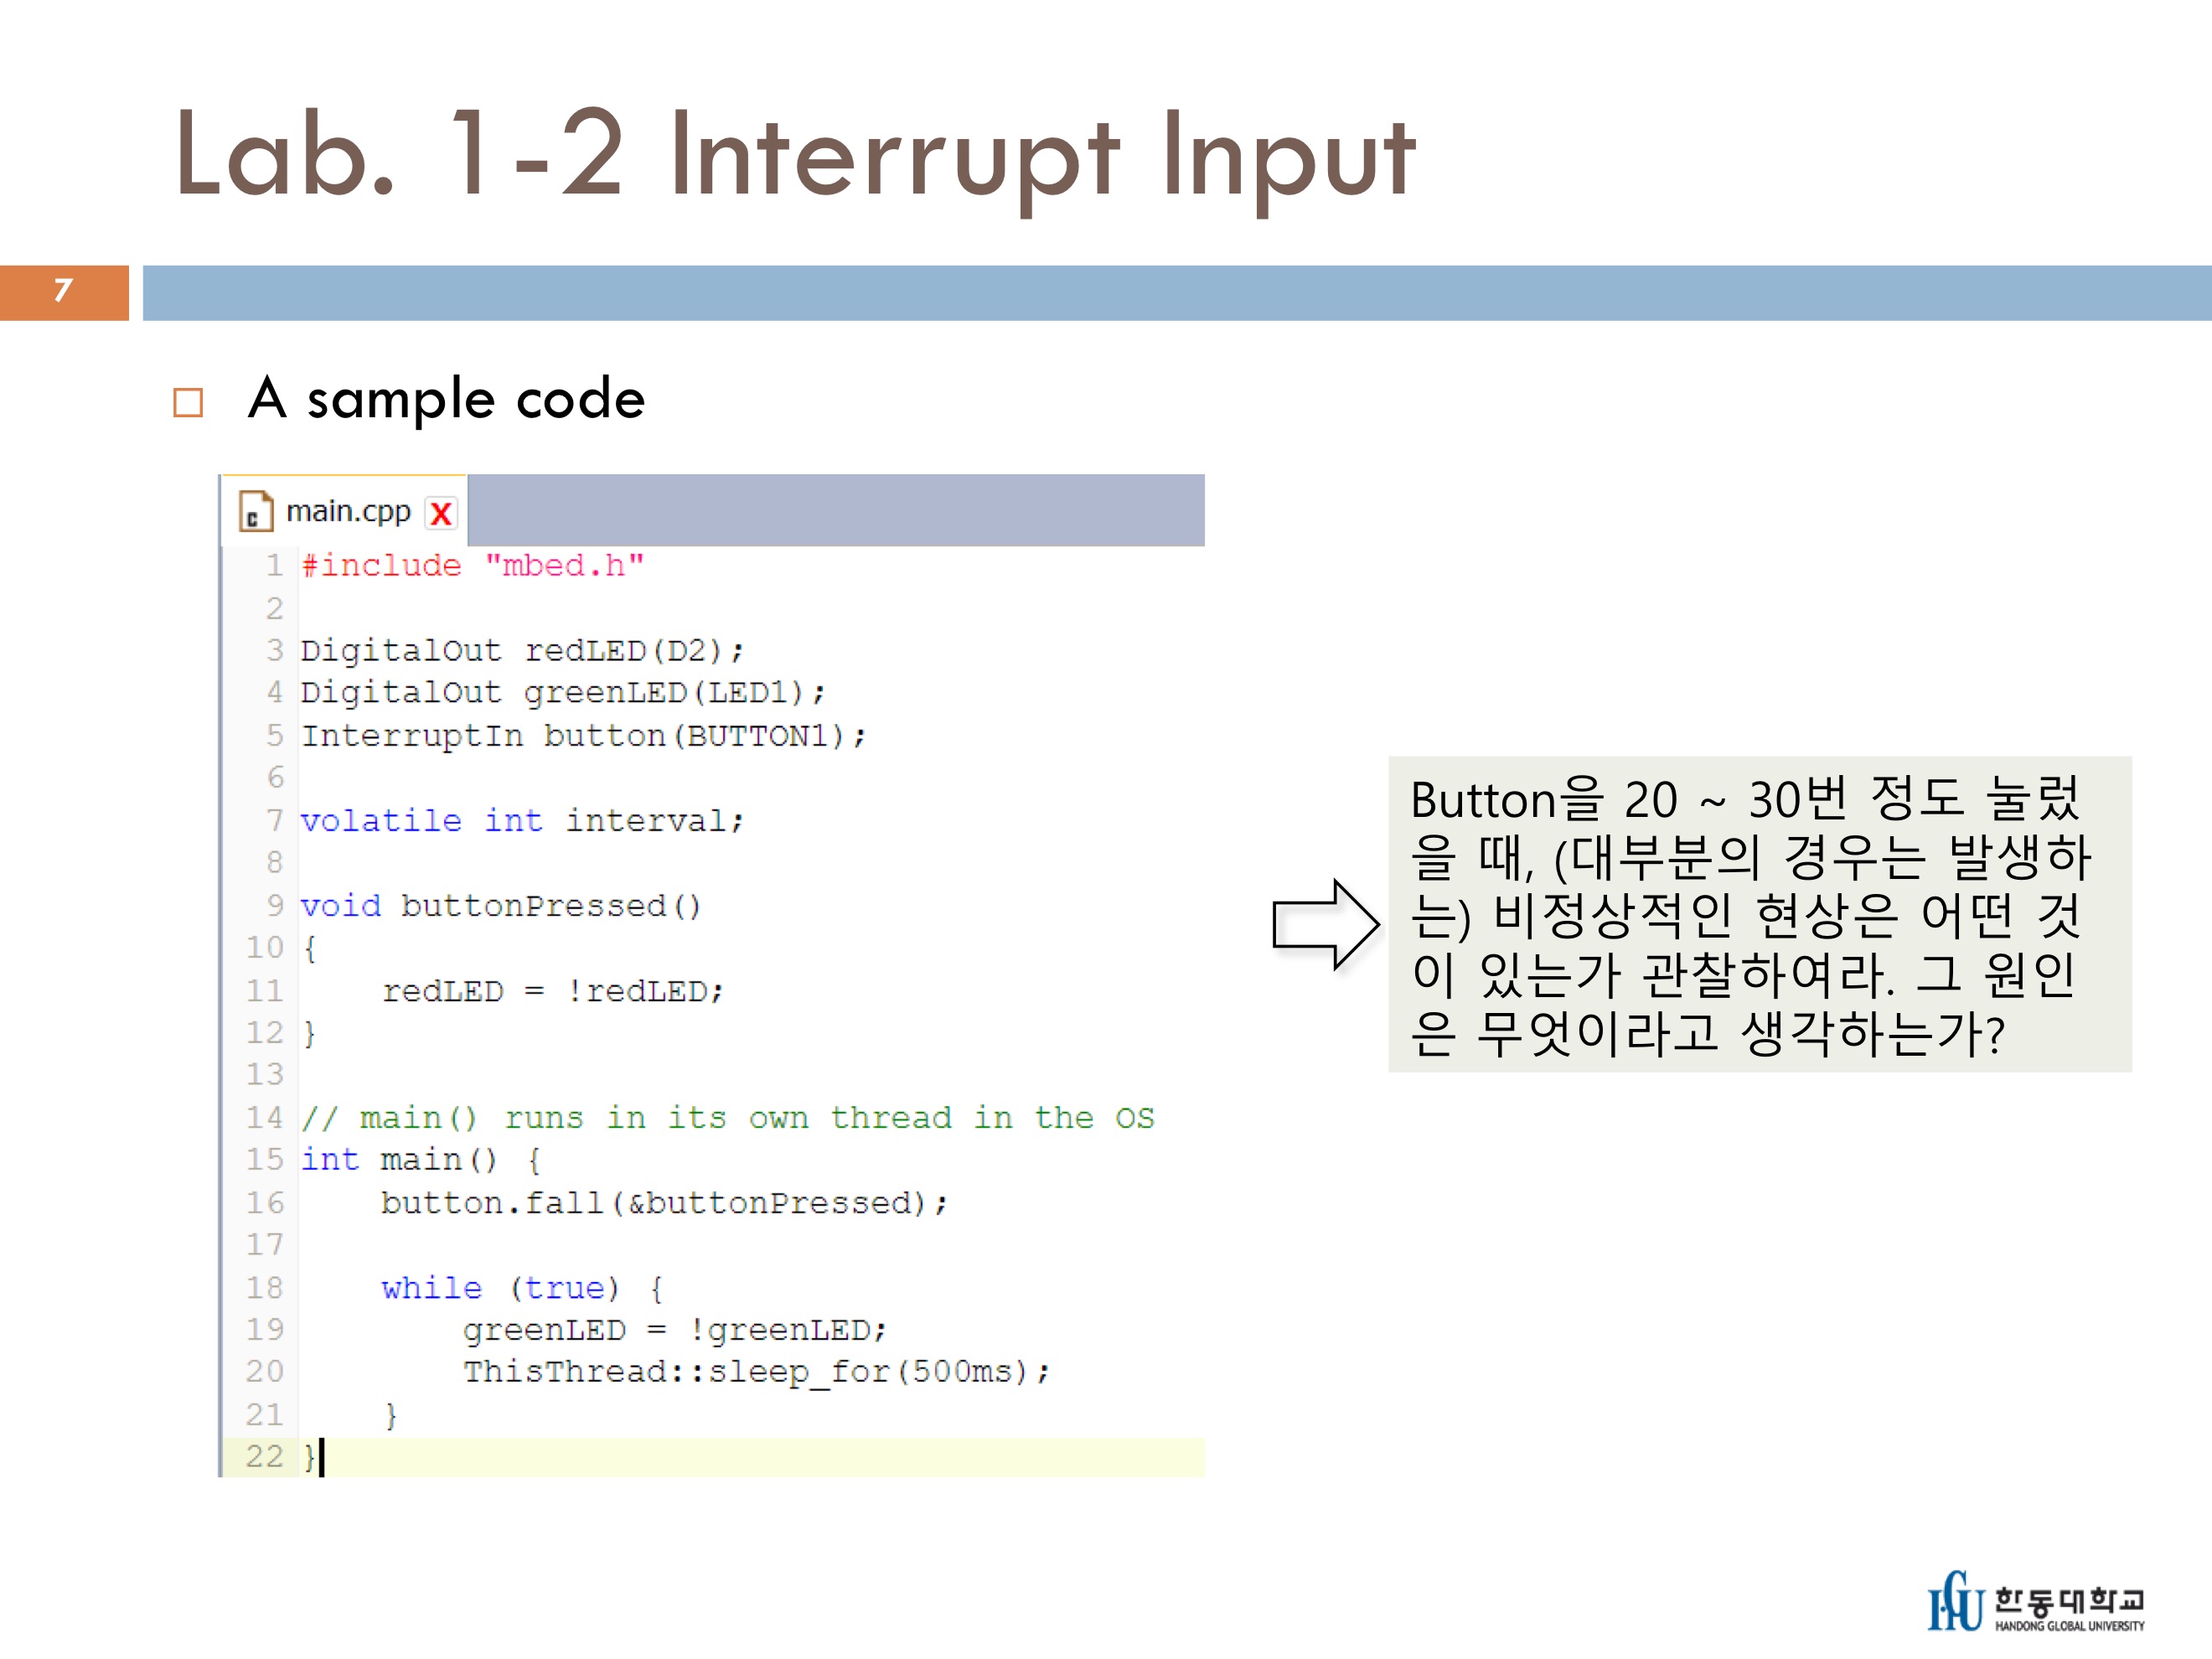 Lab. 1-2 Interrupt Input
7
A sample code
main.cpp
1 #include "mbed.h"
2
3 DigitalOut redLED(D2);
4 DigitalOut greenLED(LED1);
5 InterruptIn button(BUTTON1);
6
7 volatile int interval;
8
9 void buttonPressed()
10 {
11     redLED = !redLED;
12 }
13
14 // main() runs in its own thread in the OS
15 int main() {
16     button.fall(&buttonPressed);
17
18     while (true) {
19         greenLED = !greenLED;
20         ThisThread::sleep_for(500ms);
21     }
22 }
Button을 20 ~ 30번 정도 눌렀
을 때, (대부분의 경우는 발생하
는) 비정상적인 현상은 어떤 것
이 있는가 관찰하여라. 그 원인
은 무엇이라고 생각하는가?
HGU 한동대학교
HANDONG GLOBAL UNIVERSITY